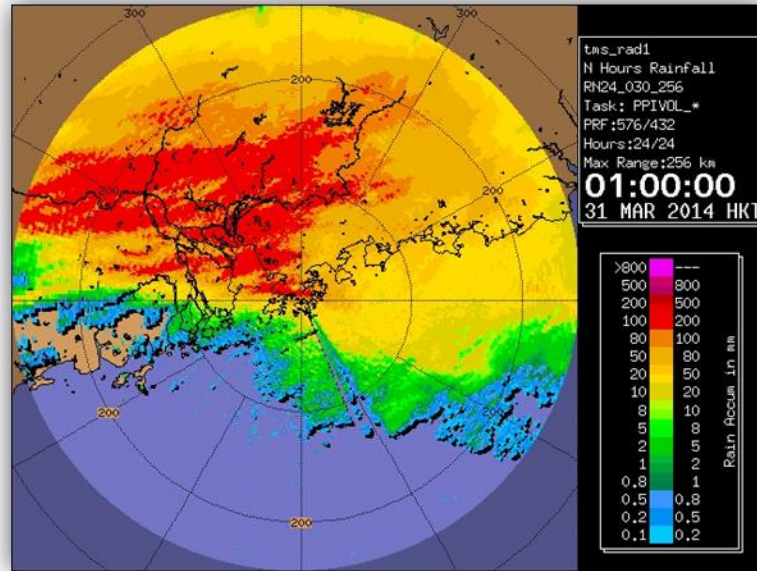 300
300
200
200
200
200
200
200
tms_rad1
N Hours Rainfall
RN24_030_256
Task: PPIVOL_*
PRF:576/432
Hours:24/24
Max Range:256 km
01:00:00
31 MAR 2014 HKT
>800 ---
500 800
200 500
100 200
80 100
50 80
20 50
10 20
8 10
5 8
2 5
1 2
0.8 1
0.5 0.8
0.2 0.5
0.1 0.2
Rain Accum in mm